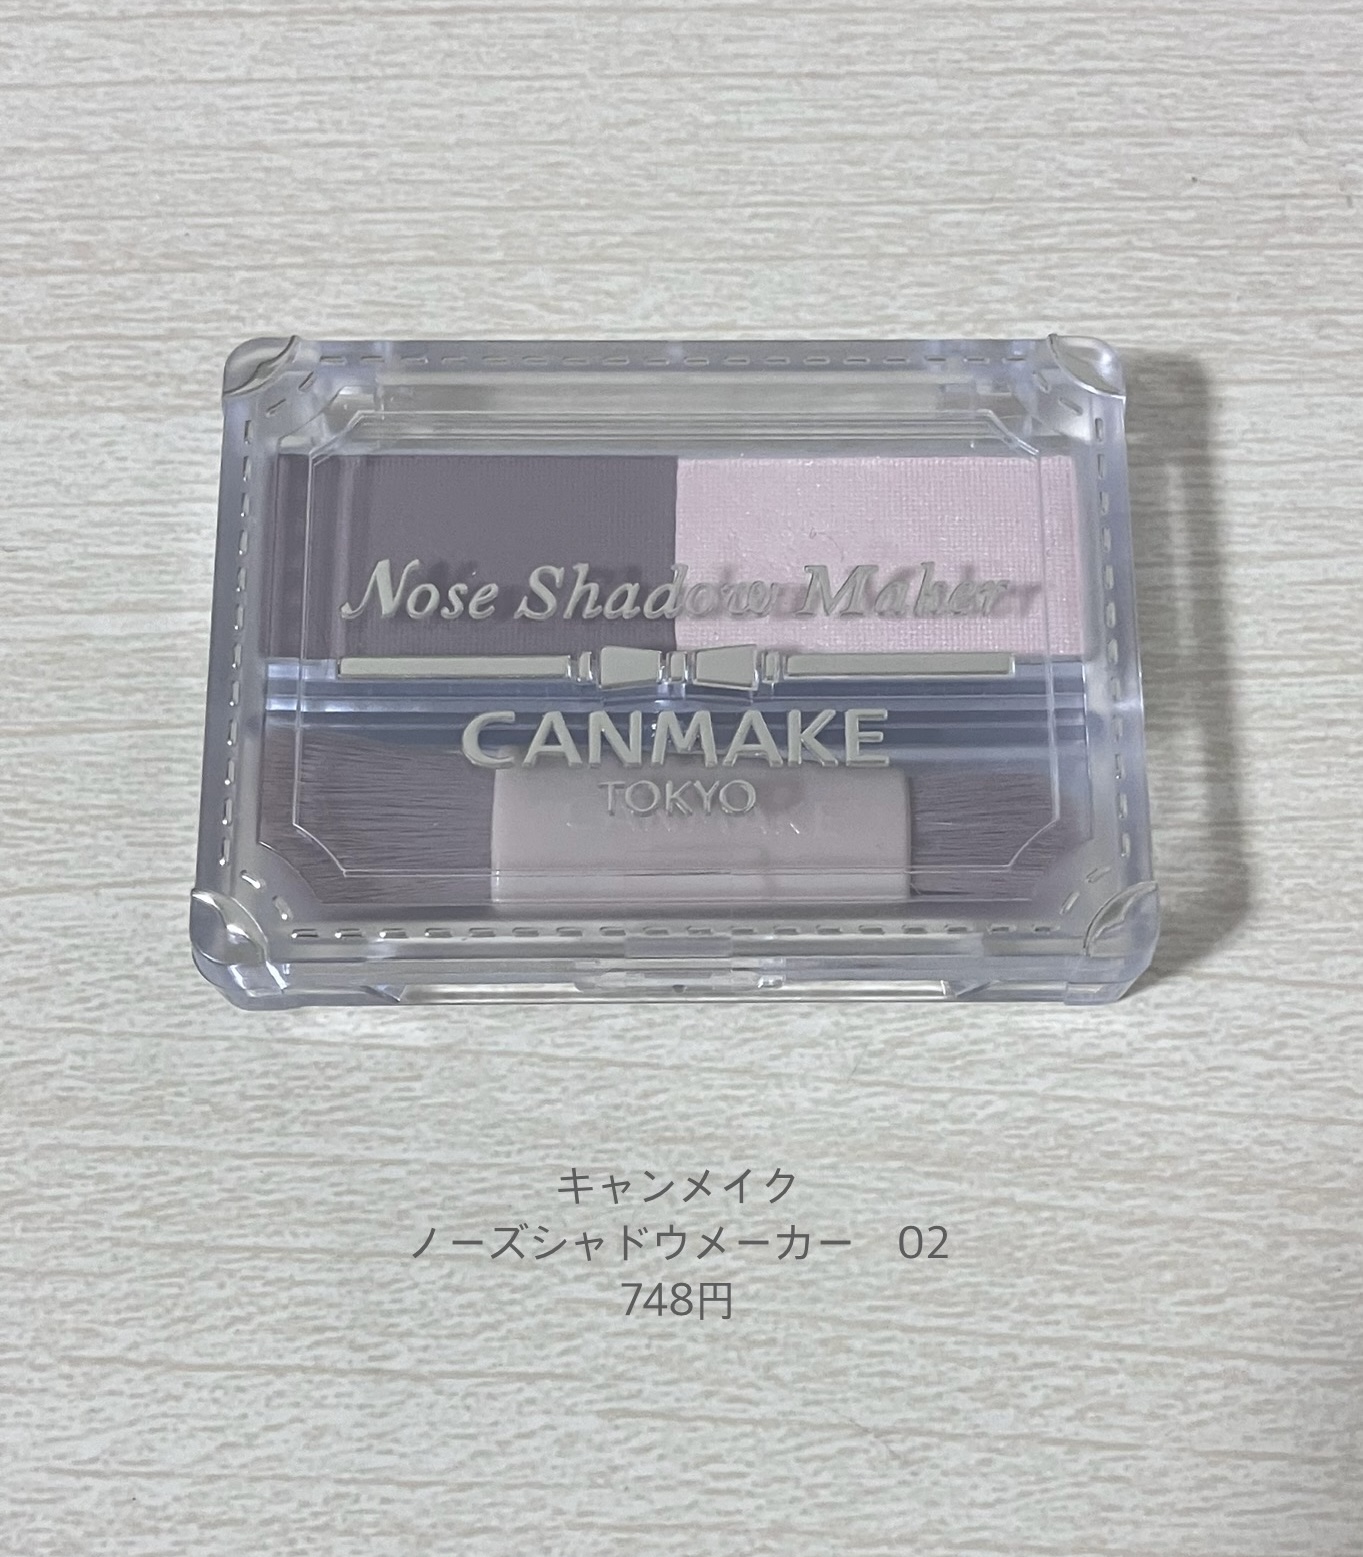 Nose Shadow Maker
CANMAKE
TOKYO
キャンメイク
ノーズシャドウメーカー　02
748円